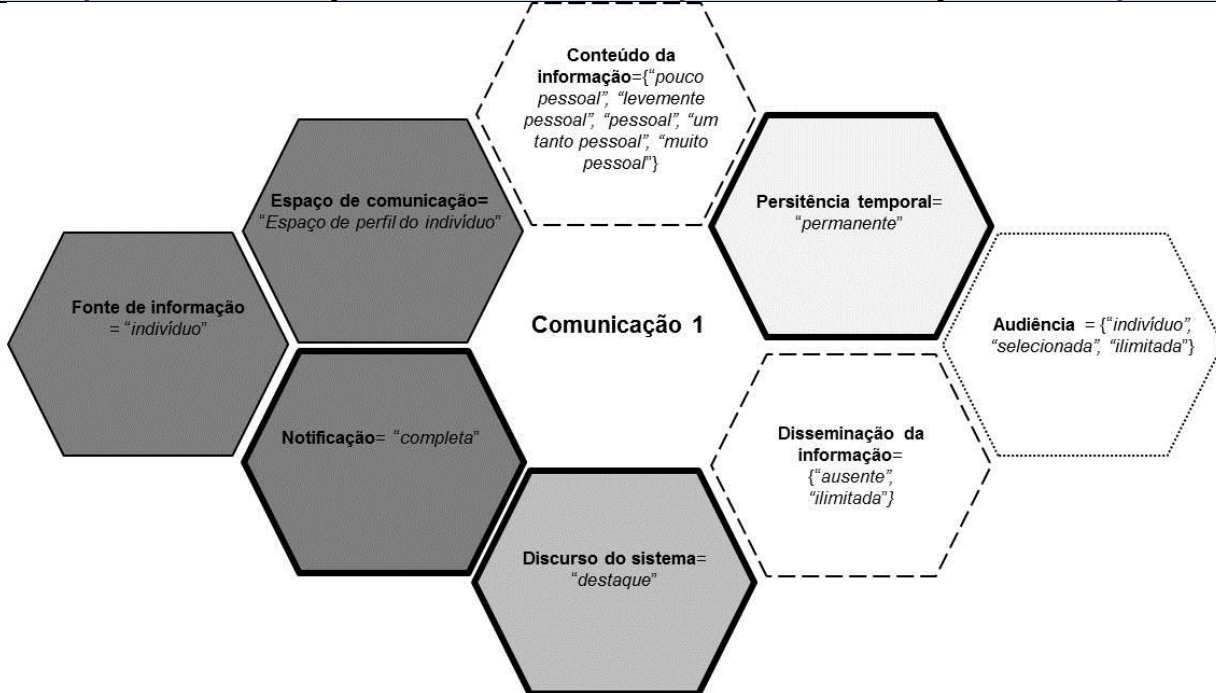 Conteúdo da
informação={“pouco
pessoal”, “levemente
pessoal”, “pessoal”, “um
tanto pessoal”, “muito
pessoal”}
Espaço de comunicação=
“Espaço de perfil do indivíduo”
Persitência temporal=
“permanente”
Fonte de informação
= “indivíduo”
Comunicação 1
Audiência = {“indivíduo”,
“selecionada”, “ilimitada”}
Notificação= “completa”
Disseminação da
informação=
{“ausente”,
“ilimitada”}
Discurso do sistema=
“destaque”